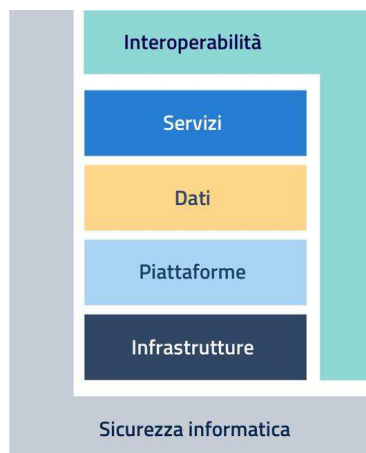 Interoperabilità
Servizi
Dati
Piattaforme
Infrastrutture
Sicurezza informatica